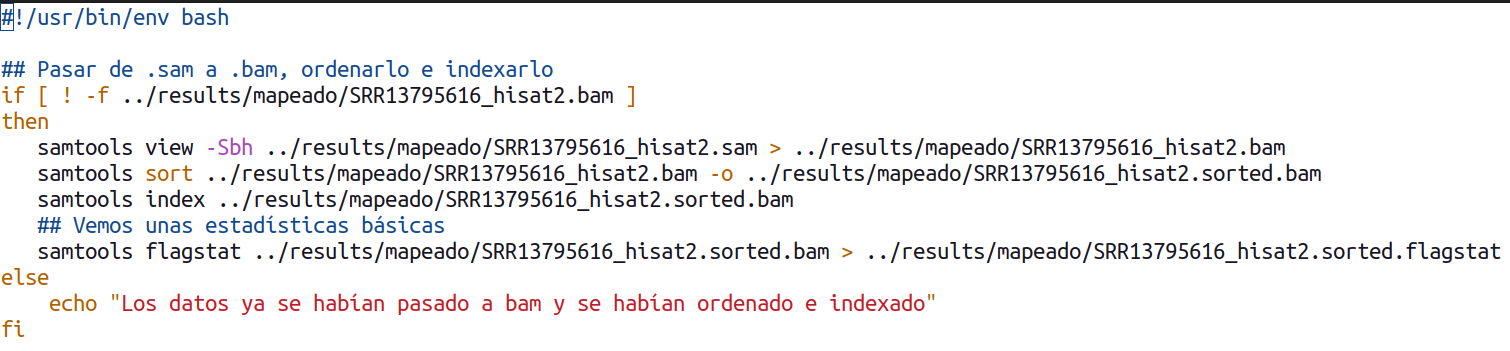 #!/usr/bin/env bash
## Pasar de .sam a .bam, ordenarlo e indexarlo
if [ ! -f ../results/mapeado/SRR13795616_hisat2.bam ]
then
samtools view -Sbh ../results/mapeado/SRR13795616_hisat2.sam > ../results/mapeado/SRR13795616_hisat2.bam
samtools sort ../results/mapeado/SRR13795616_hisat2.bam -o ../results/mapeado/SRR13795616_hisat2.sorted.bam
samtools index ../results/mapeado/SRR13795616_hisat2.sorted.bam
## Vemos unas estadísticas básicas
samtools flagstat ../results/mapeado/SRR13795616_hisat2.sorted.bam > ../results/mapeado/SRR13795616_hisat2.sorted.flagstat
else
echo "Los datos ya se habían pasado a bam y se habían ordenado e indexado"
fi